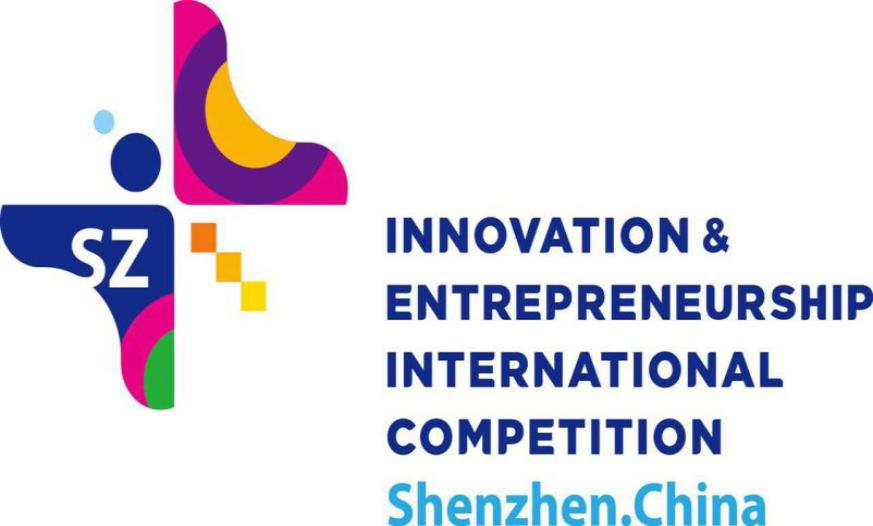 SZ
INNOVATION &
ENTREPRENEURSHIP
INTERNATIONAL
COMPETITION
Shenzhen.China